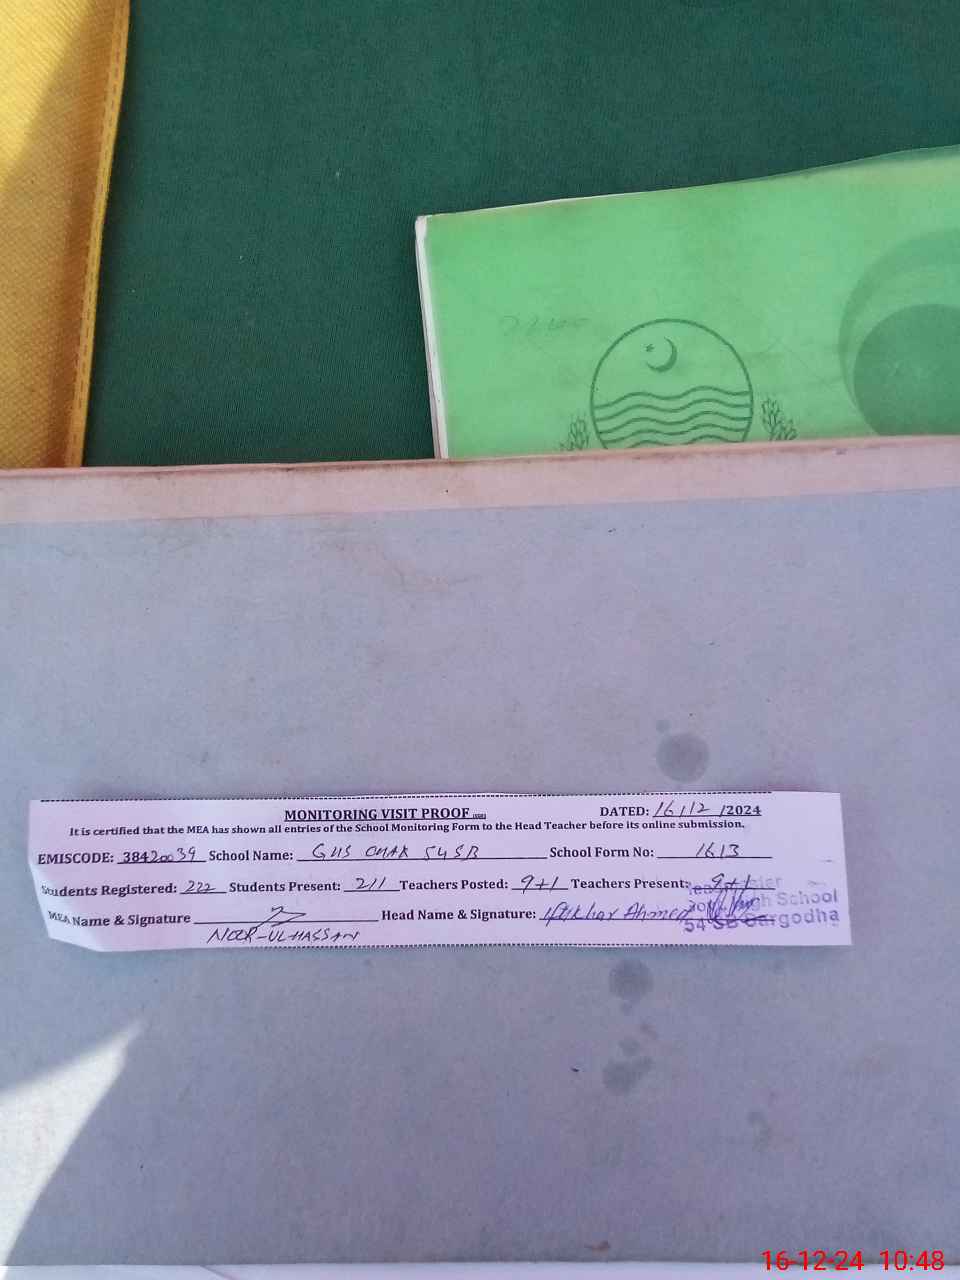 MONITORING VISIT PROOF
DATED: 16/12/2024
It is certified that the MEA has shown all entries of the School Monitoring Form to the Head Teacher before its online submission.
EMISCODE: 38420039 School Name: GHS CHAK 54SB School Form No: 1613
Students Registered: 222 Students Present: 211 Teachers Posted: 9+1 Teachers Present: 9+1
MEA Name & Signature Head Name & Signature: Iftikhar Ahmed
NOOR-UL-HASSAN
High School
54 SB Sargodha
16-12-24 10:48